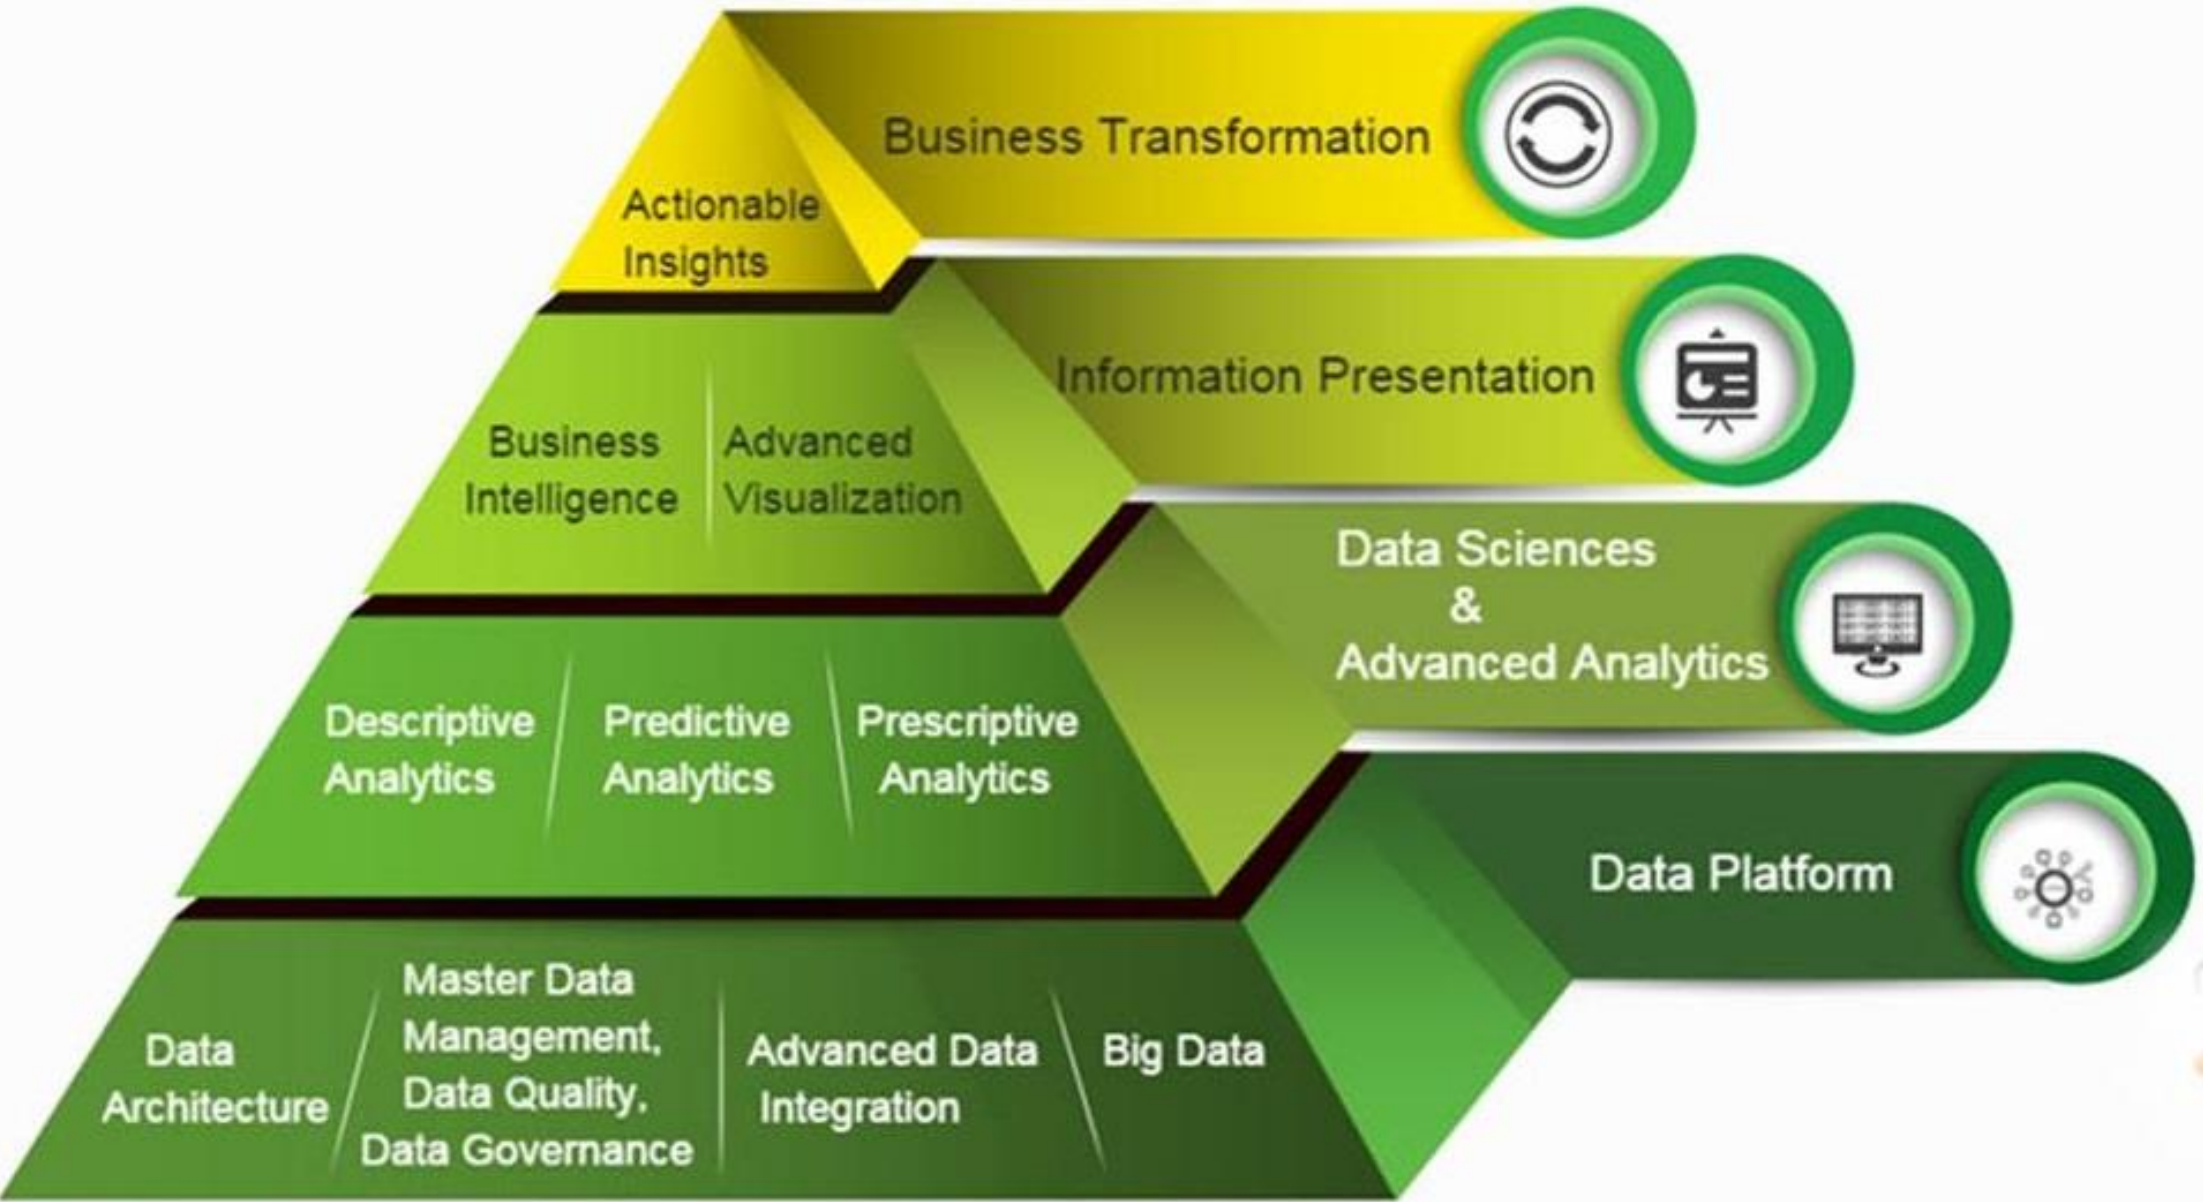 Business Transformation
Actionable
Insights
Information Presentation
Business
Intelligence
Advanced
Visualization
Data Sciences
&
Advanced Analytics
Descriptive
Analytics
Predictive
Analytics
Prescriptive
Analytics
Data Platform
Data
Architecture
Master Data
Management,
Data Quality,
Data Governance
Advanced Data
Integration
Big Data